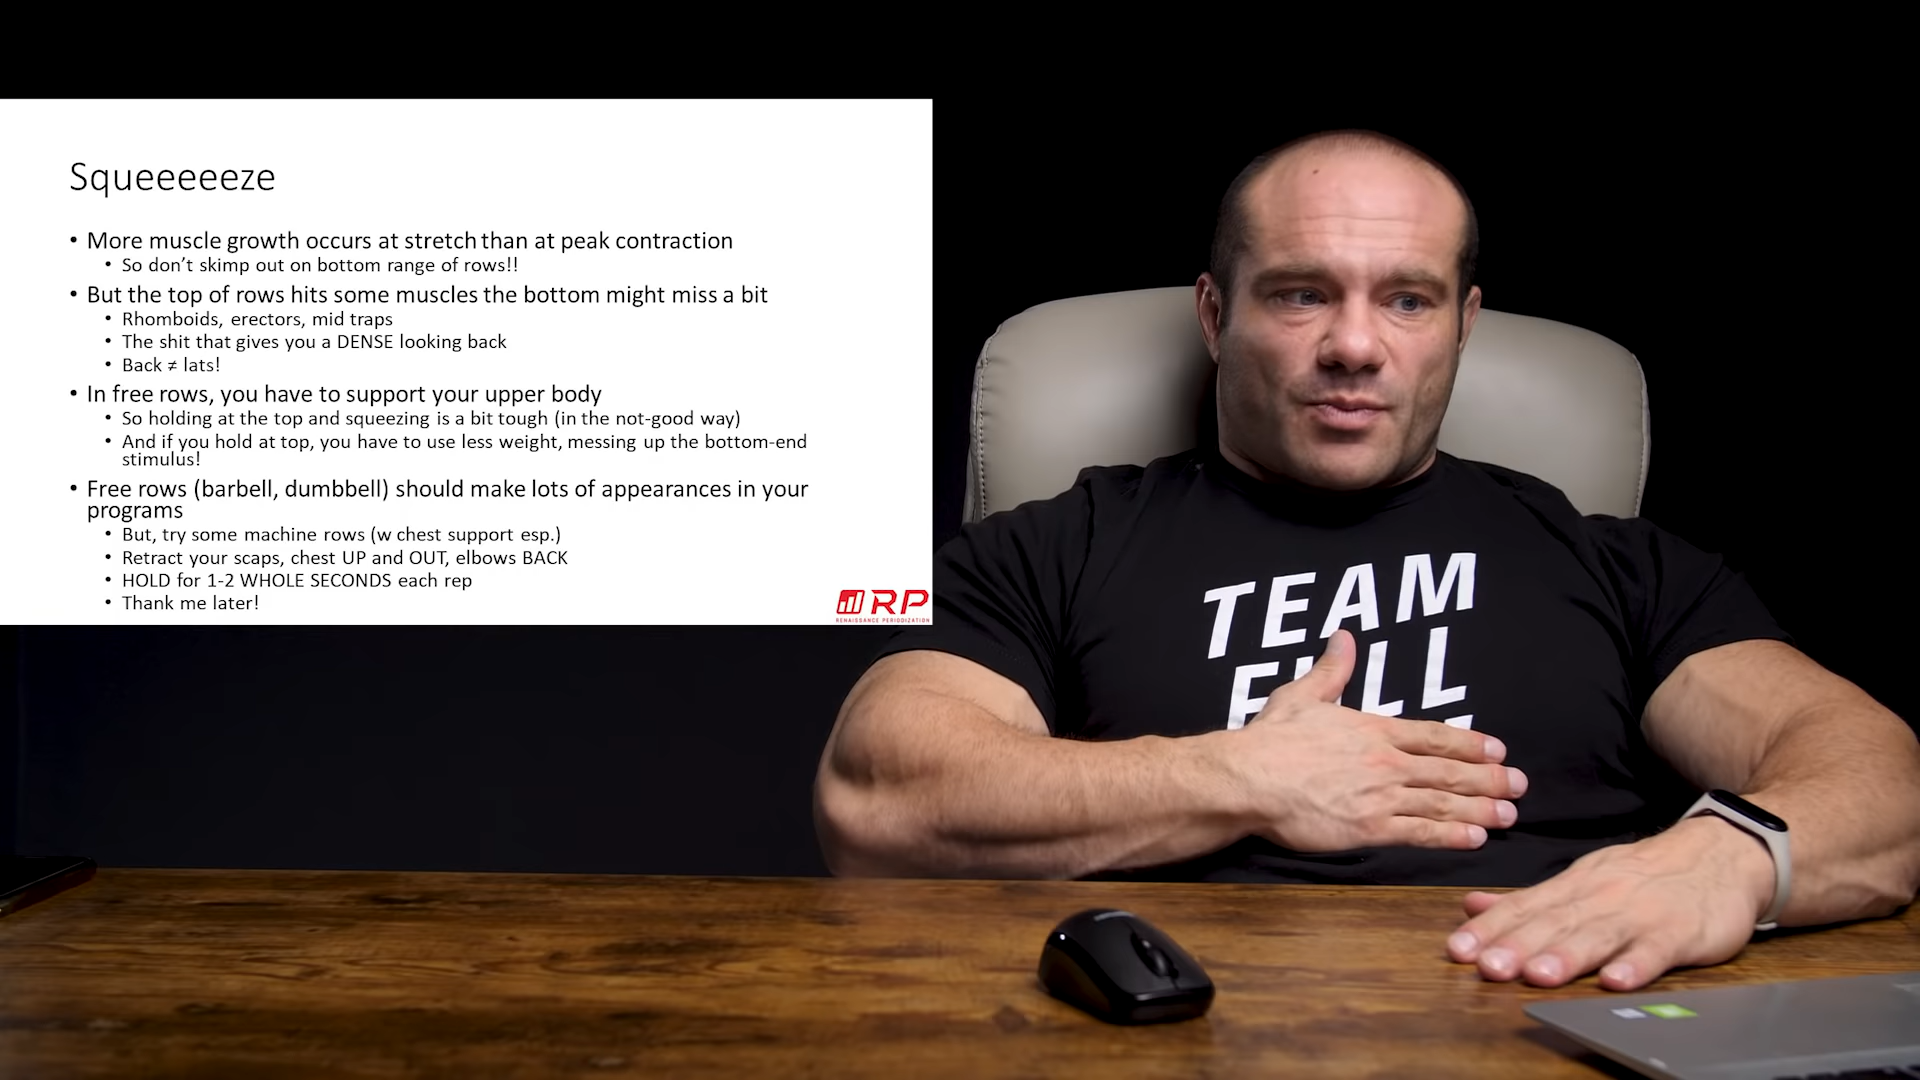 Squeeeeeze
• More muscle growth occurs at stretch than at peak contraction
• So don't skimp out on bottom range of rows!!
• But the top of rows hits some muscles the bottom might miss a bit
• Rhomboids, erectors, mid traps
• The shit that gives you a DENSE looking back
• Back ≠ lats!
• In free rows, you have to support your upper body
• So holding at the top and squeezing is a bit tough (in the not-good way)
• And if you hold at top, you have to use less weight, messing up the bottom-end
stimulus!
• Free rows (barbell, dumbbell) should make lots of appearances in your
programs
• But, try some machine rows (w chest support esp.)
• Retract your scaps, chest UP and OUT, elbows BACK
• HOLD for 1-2 WHOLE SECONDS each rep
• Thank me later!
RP
RENAISSANCE PERIODIZATION
TEAM
FULL